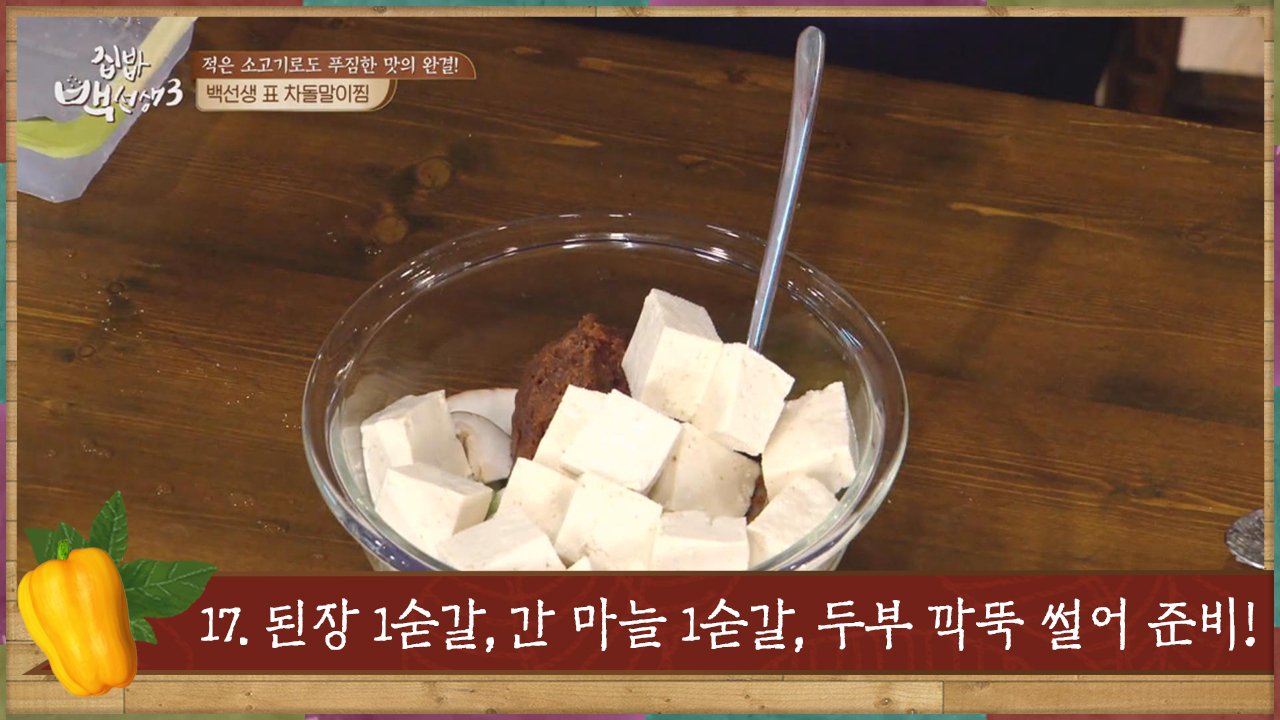 집밥
백선생3
적은 소고기로도 푸짐한 맛의 완결!
백선생 표 차돌말이찜
17. 된장 1숟갈, 간 마늘 1숟갈, 두부 깍뚝 썰어 준비!